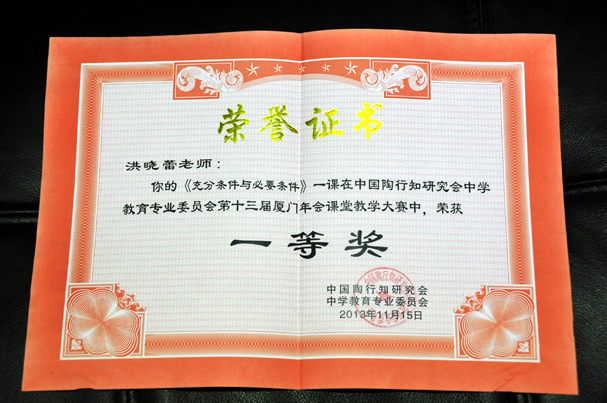 荣誉证书
洪晓蕾老师：
你的《充分条件与必要条件》一课在中国陶行知研究会中学
教育专业委员会第十三届厦门年会课堂教学大赛中，荣获
一等奖
中国陶行知研究会
中学教育专业委员会
2013年11月15日